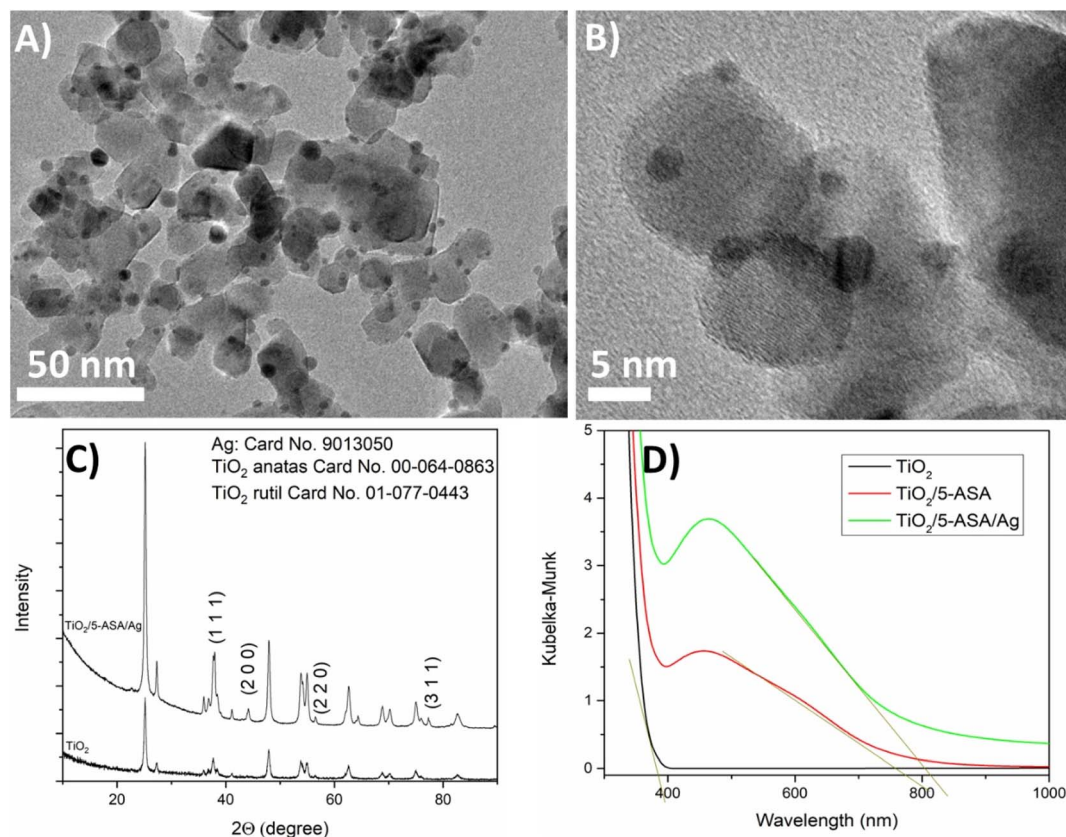 A)
50 nm
B)
5 nm
C)
Ag: Card No. 9013050
TiO2 anatas Card No. 00-064-0863
TiO2 rutil Card No. 01-077-0443
Intensity
TiO2/5-ASA/Ag
(1 1 1)
(2 0 0)
(2 2 0)
(3 1 1)
TiO2
20 40 60 80
2Θ (degree)
D)
TiO2
TiO2/5-ASA
TiO2/5-ASA/Ag
Kubelka-Munk
5
4
3
2
1
0
400 600 800 1000
Wavelength (nm)